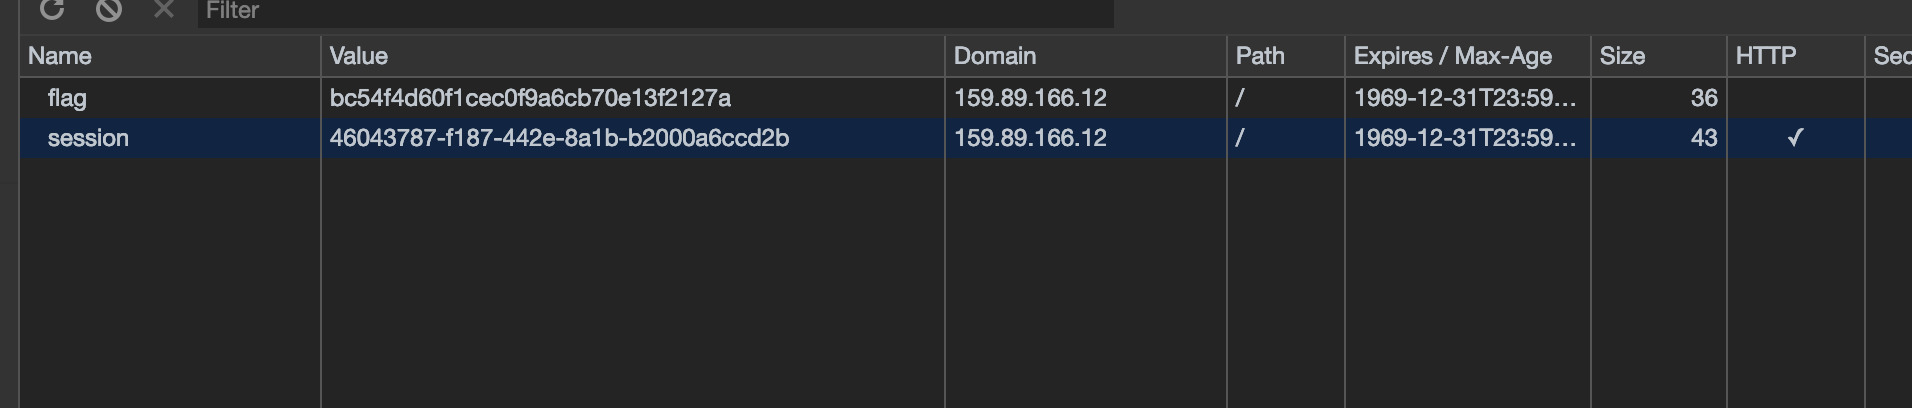 Filter
Name Value Domain Path Expires / Max-Age Size HTTP Sec
flag bc54f4d60f1cec0f9a6cb70e13f2127a 159.89.166.12 / 1969-12-31T23:59... 36
session 46043787-f187-442e-8a1b-b2000a6ccd2b 159.89.166.12 / 1969-12-31T23:59... 43 ✓